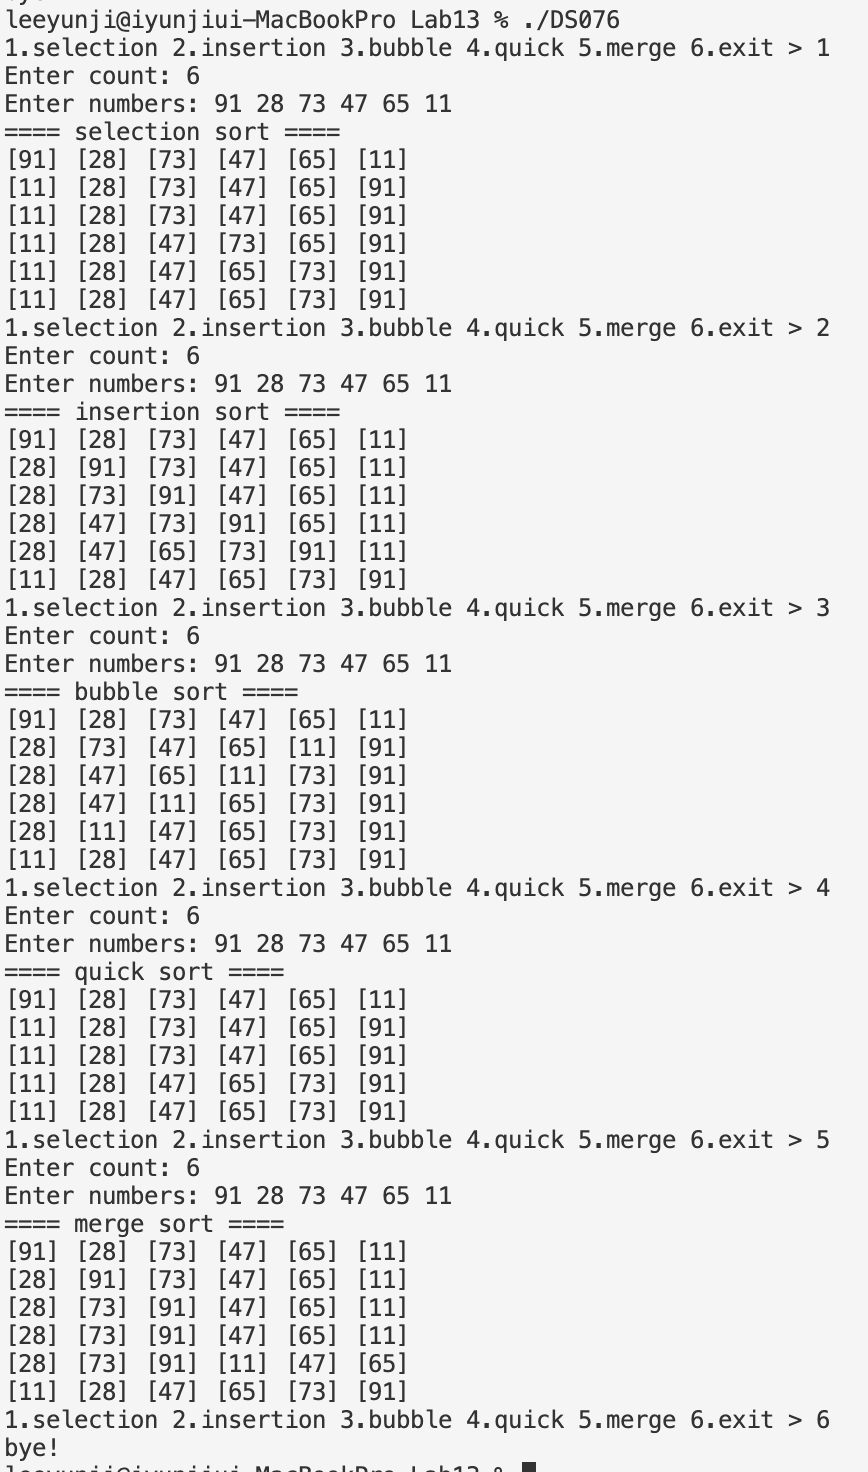 leeyunji@iyunjiui-MacBookPro Lab13 % ./DS076
1.selection 2.insertion 3.bubble 4.quick 5.merge 6.exit > 1
Enter count: 6
Enter numbers: 91 28 73 47 65 11
==== selection sort ====
[91] [28] [73] [47] [65] [11]
[11] [28] [73] [47] [65] [91]
[11] [28] [73] [47] [65] [91]
[11] [28] [47] [73] [65] [91]
[11] [28] [47] [65] [73] [91]
[11] [28] [47] [65] [73] [91]
1.selection 2.insertion 3.bubble 4.quick 5.merge 6.exit > 2
Enter count: 6
Enter numbers: 91 28 73 47 65 11
==== insertion sort ====
[91] [28] [73] [47] [65] [11]
[28] [91] [73] [47] [65] [11]
[28] [73] [91] [47] [65] [11]
[28] [47] [73] [91] [65] [11]
[28] [47] [65] [73] [91] [11]
[11] [28] [47] [65] [73] [91]
1.selection 2.insertion 3.bubble 4.quick 5.merge 6.exit > 3
Enter count: 6
Enter numbers: 91 28 73 47 65 11
==== bubble sort ====
[91] [28] [73] [47] [65] [11]
[28] [73] [47] [65] [11] [91]
[28] [47] [65] [11] [73] [91]
[28] [47] [11] [65] [73] [91]
[28] [11] [47] [65] [73] [91]
[11] [28] [47] [65] [73] [91]
1.selection 2.insertion 3.bubble 4.quick 5.merge 6.exit > 4
Enter count: 6
Enter numbers: 91 28 73 47 65 11
==== quick sort ====
[91] [28] [73] [47] [65] [11]
[11] [28] [73] [47] [65] [91]
[11] [28] [73] [47] [65] [91]
[11] [28] [47] [65] [73] [91]
[11] [28] [47] [65] [73] [91]
1.selection 2.insertion 3.bubble 4.quick 5.merge 6.exit > 5
Enter count: 6
Enter numbers: 91 28 73 47 65 11
==== merge sort ====
[91] [28] [73] [47] [65] [11]
[28] [91] [73] [47] [65] [11]
[28] [73] [91] [47] [65] [11]
[28] [73] [91] [47] [65] [11]
[28] [73] [91] [11] [47] [65]
[11] [28] [47] [65] [73] [91]
1.selection 2.insertion 3.bubble 4.quick 5.merge 6.exit > 6
bye!
leeyunji@iyunjiui-MacBookPro Lab13 %